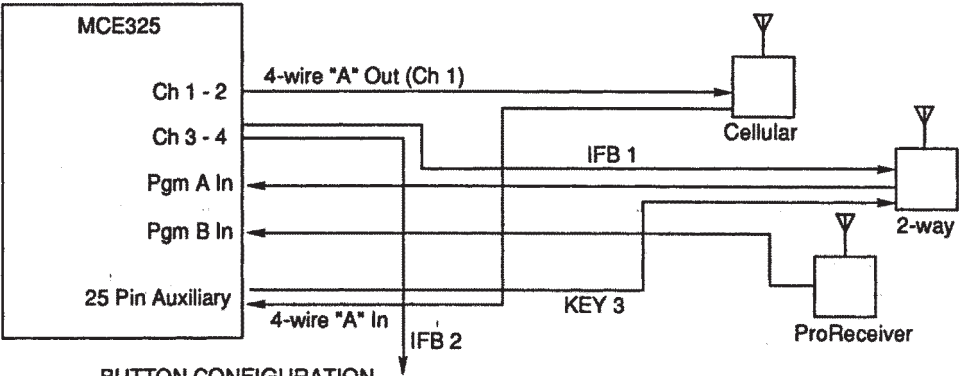 MCE325
Ch 1 - 2
4-wire "A" Out (Ch 1)
Cellular
Ch 3 - 4
IFB 1
Pgm A In
2-way
Pgm B In
25 Pin Auxiliary
KEY 3
4-wire "A" In
ProReceiver
IFB 2
BUTTON CONFIGURATION